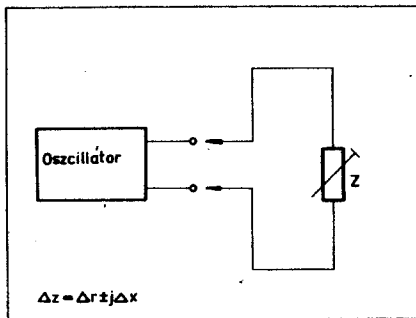 Oszcillátor
Z
Δz = Δr ± jΔx